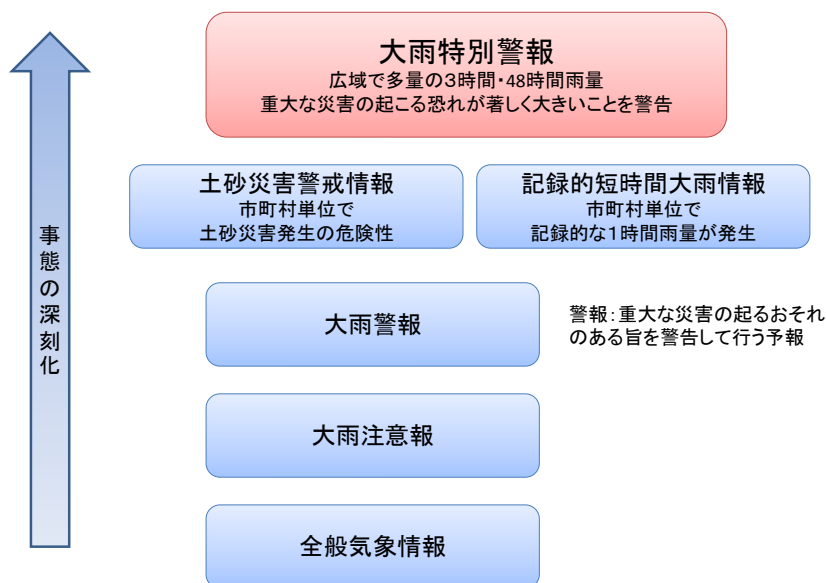 大雨特別警報
広域で多量の3時間・48時間雨量
重大な災害の起こる恐れが著しく大きいことを警告
土砂災害警戒情報
市町村単位で
土砂災害発生の危険性
記録的短時間大雨情報
市町村単位で
記録的な1時間雨量が発生
事態の深刻化
大雨警報
警報：重大な災害の起るおそれ
のある旨を警告して行う予報
大雨注意報
全般気象情報